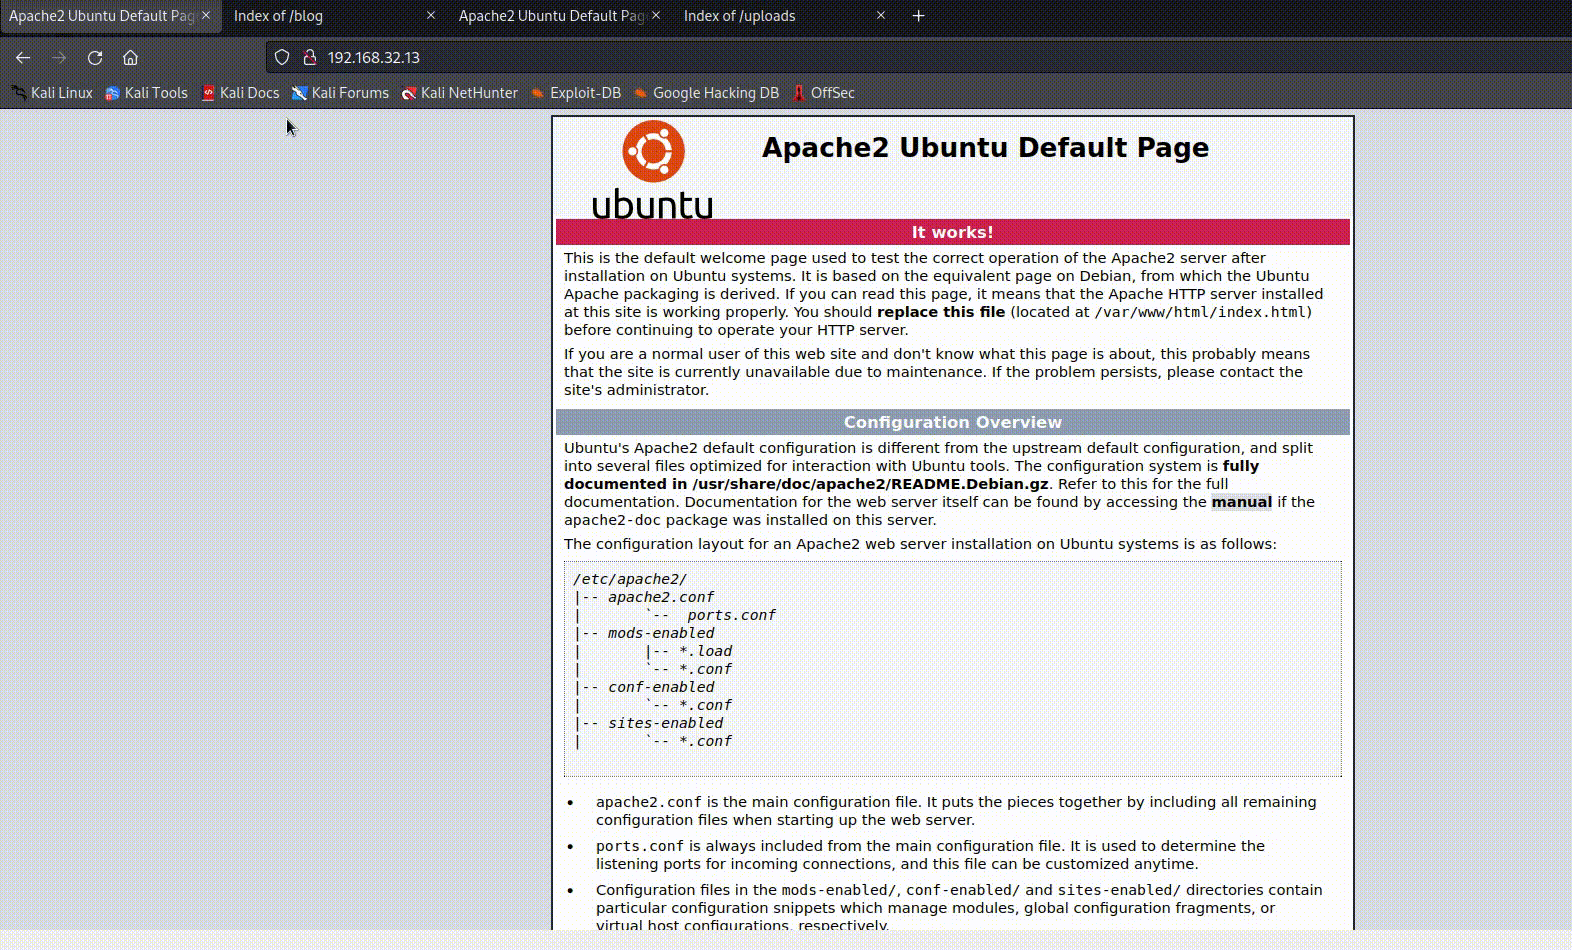 Apache2 Ubuntu Default Pag
Index of /blog
Apache2 Ubuntu Default Pag
Index of /uploads
192.168.32.13
Kali Linux
Kali Tools
Kali Docs
Kali Forums
Kali NetHunter
Exploit-DB
Google Hacking DB
OffSec
ubuntu
Apache2 Ubuntu Default Page
It works!
This is the default welcome page used to test the correct operation of the Apache2 server after
installation on Ubuntu systems. It is based on the equivalent page on Debian, from which the Ubuntu
Apache packaging is derived. If you can read this page, it means that the Apache HTTP server installed
at this site is working properly. You should replace this file (located at /var/www/html/index.html)
before continuing to operate your HTTP server.
If you are a normal user of this web site and don't know what this page is about, this probably means
that the site is currently unavailable due to maintenance. If the problem persists, please contact the
site's administrator.
Configuration Overview
Ubuntu's Apache2 default configuration is different from the upstream default configuration, and split
into several files optimized for interaction with Ubuntu tools. The configuration system is fully
documented in /usr/share/doc/apache2/README.Debian.gz. Refer to this for the full
documentation. Documentation for the web server itself can be found by accessing the manual if the
apache2-doc package was installed on this server.
The configuration layout for an Apache2 web server installation on Ubuntu systems is as follows:
/etc/apache2/
|-- apache2.conf
|       `--  ports.conf
|-- mods-enabled
|       |-- *.load
|       `-- *.conf
|-- conf-enabled
|       `-- *.conf
|-- sites-enabled
|       `-- *.conf
• apache2.conf is the main configuration file. It puts the pieces together by including all remaining
configuration files when starting up the web server.
• ports.conf is always included from the main configuration file. It is used to determine the
listening ports for incoming connections, and this file can be customized anytime.
• Configuration files in the mods-enabled/, conf-enabled/ and sites-enabled/ directories contain
particular configuration snippets which manage modules, global configuration fragments, or
virtual host configurations, respectively.